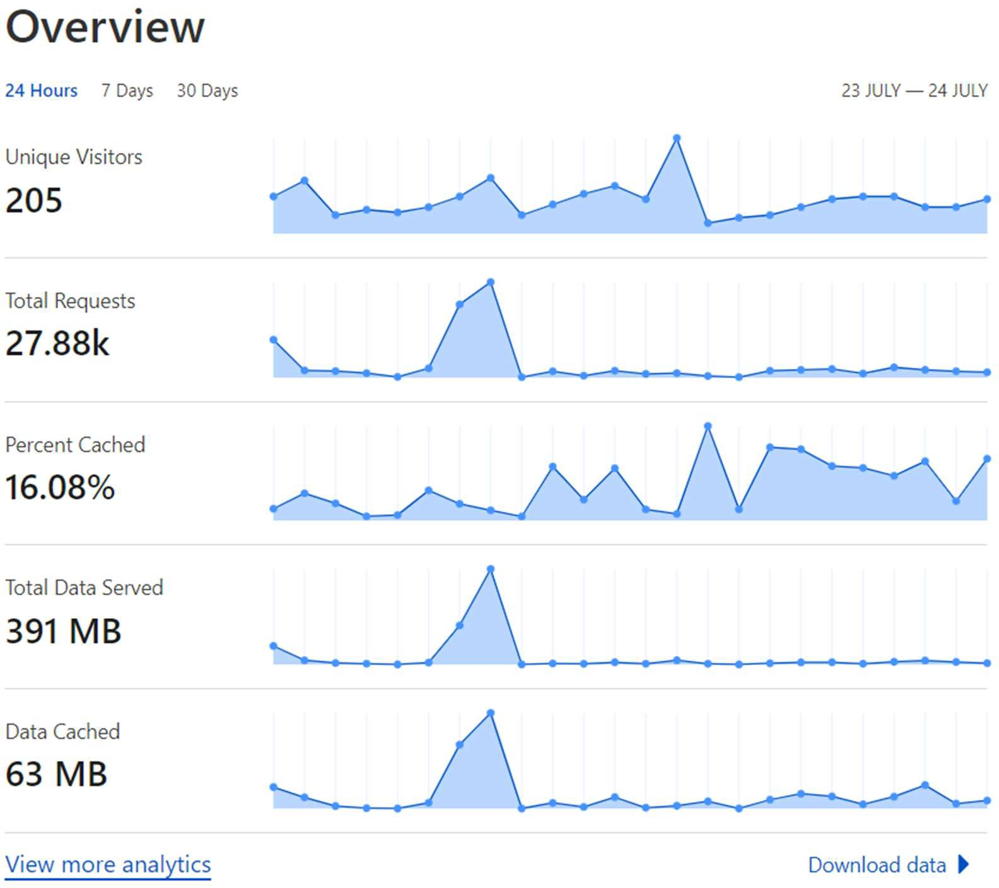 Overview
24 Hours 7 Days 30 Days 23 JULY — 24 JULY
Unique Visitors
205
Total Requests
27.88k
Percent Cached
16.08%
Total Data Served
391 MB
Data Cached
63 MB
View more analytics Download data